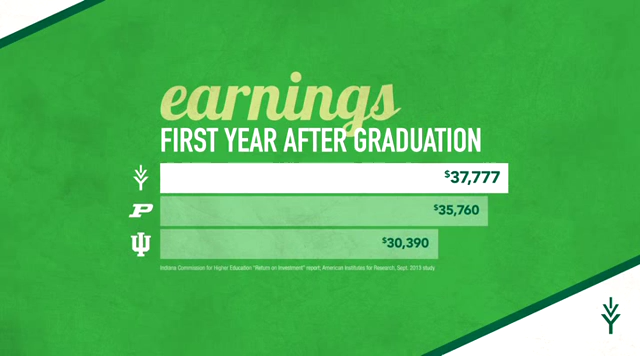 earnings
FIRST YEAR AFTER GRADUATION
$37,777
P $35,760
IU $30,390
Indiana Commission for Higher Education "Return on Investment" report, American Institutes for Research, Sept. 2013 study